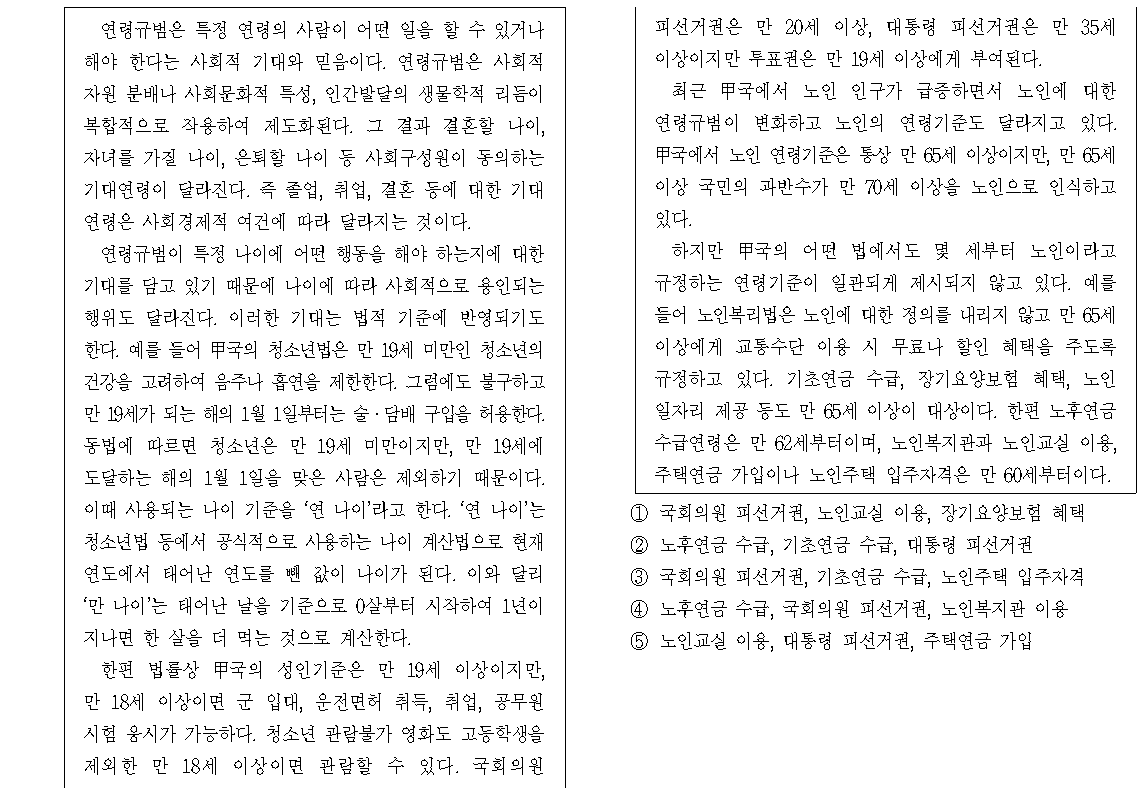 연령규범은 특정 연령의 사람이 어떤 일을 할 수 있거나
해야 한다는 사회적 기대와 믿음이다. 연령규범은 사회적
자원 분배나 사회문화적 특성, 인간발달의 생물학적 리듬이
복합적으로 작용하여 제도화된다. 그 결과 결혼할 나이,
자녀를 가질 나이, 은퇴할 나이 등 사회구성원이 동의하는
기대연령이 달라진다. 즉 졸업, 취업, 결혼 등에 대한 기대
연령은 사회경제적 여건에 따라 달라지는 것이다.
연령규범이 특정 나이에 어떤 행동을 해야 하는지에 대한
기대를 담고 있기 때문에 나이에 따라 사회적으로 용인되는
행위도 달라진다. 이러한 기대는 법적 기준에 반영되기도
한다. 예를 들어 甲국의 청소년법은 만 19세 미만인 청소년의
건강을 고려하여 음주나 흡연을 제한한다. 그럼에도 불구하고
만 19세가 되는 해의 1월 1일부터는 술·담배 구입을 허용한다.
동법에 따르면 청소년은 만 19세 미만이지만, 만 19세에
도달하는 해의 1월 1일을 맞은 사람은 제외하기 때문이다.
이때 사용되는 나이 기준을 ‘연 나이’라고 한다. ‘연 나이’는
청소년법 등에서 공식적으로 사용하는 나이 계산법으로 현재
연도에서 태어난 연도를 뺀 값이 나이가 된다. 이와 달리
‘만 나이’는 태어난 날을 기준으로 0살부터 시작하여 1년이
지나면 한 살을 더 먹는 것으로 계산한다.
한편 법률상 甲국의 성인기준은 만 19세 이상이지만,
만 18세 이상이면 군 입대, 운전면허 취득, 취업, 공무원
시험 응시가 가능하다. 청소년 관람불가 영화도 고등학생을
제외한 만 18세 이상이면 관람할 수 있다. 국회의원
피선거권은 만 20세 이상, 대통령 피선거권은 만 35세
이상이지만 투표권은 만 19세 이상에게 부여된다.
최근 甲국에서 노인 인구가 급증하면서 노인에 대한
연령규범이 변화하고 노인의 연령기준도 달라지고 있다.
甲국에서 노인 연령기준은 통상 만 65세 이상이지만, 만 65세
이상 국민의 과반수가 만 70세 이상을 노인으로 인식하고
있다.
하지만 甲국의 어떤 법에서도 몇 세부터 노인이라고
규정하는 연령기준이 일관되게 제시되지 않고 있다. 예를
들어 노인복리법은 노인에 대한 정의를 내리지 않고 만 65세
이상에게 교통수단 이용 시 무료나 할인 혜택을 주도록
규정하고 있다. 기초연금 수급, 장기요양보험 혜택, 노인
일자리 제공 등도 만 65세 이상이 대상이다. 한편 노후연금
수급연령은 만 62세부터이며, 노인복지관과 노인교실 이용,
주택연금 가입이나 노인주택 입주자격은 만 60세부터이다.
① 국회의원 피선거권, 노인교실 이용, 장기요양보험 혜택
② 노후연금 수급, 기초연금 수급, 대통령 피선거권
③ 국회의원 피선거권, 기초연금 수급, 노인주택 입주자격
④ 노후연금 수급, 국회의원 피선거권, 노인복지관 이용
⑤ 노인교실 이용, 대통령 피선거권, 주택연금 가입